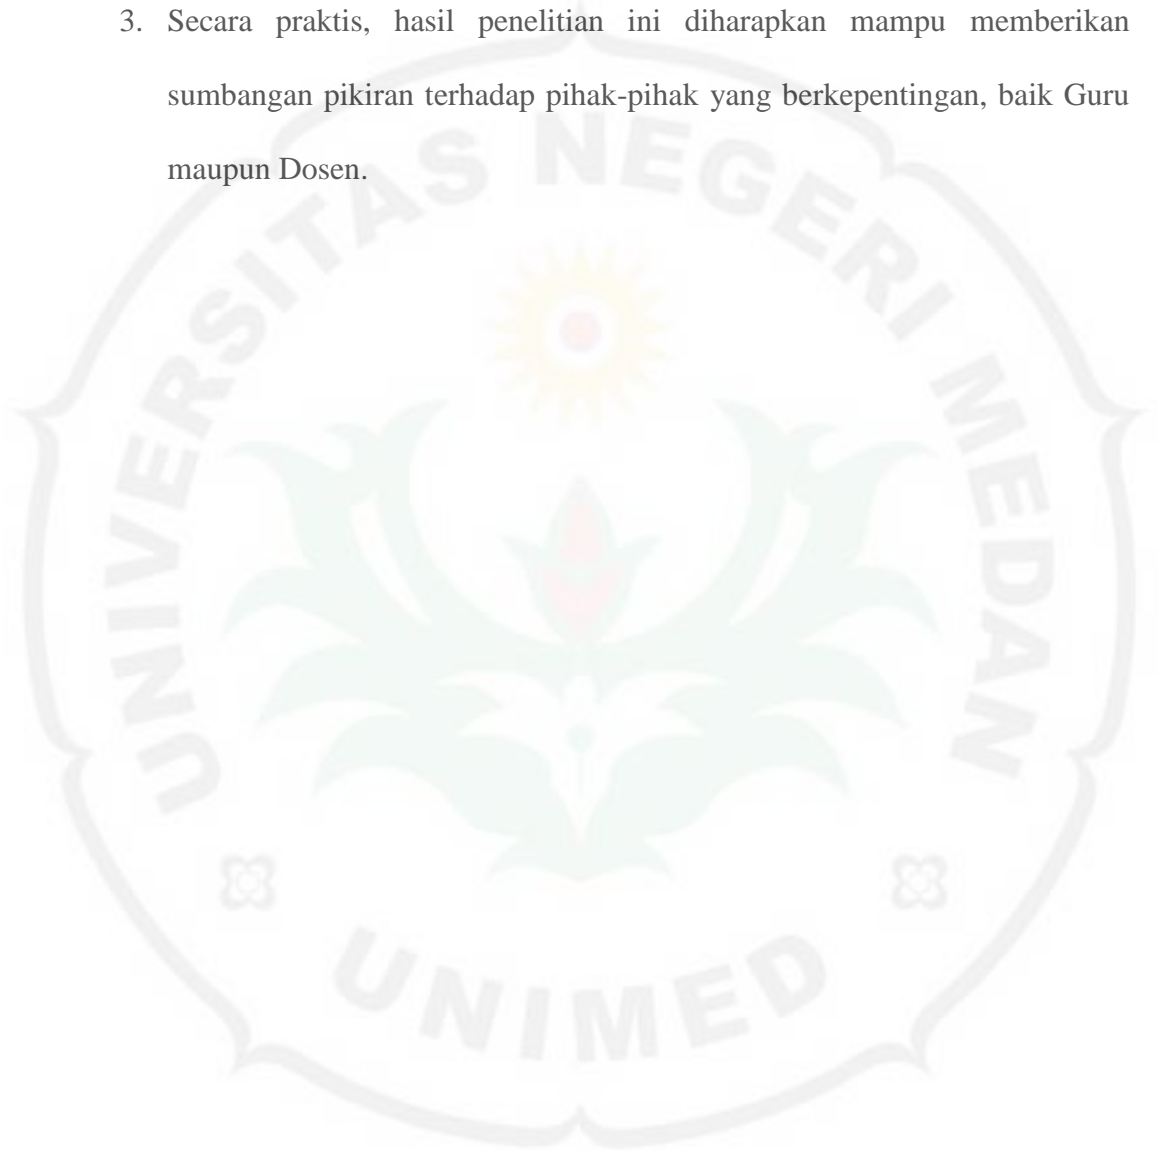 3. Secara praktis, hasil penelitian ini diharapkan mampu memberikan
sumbangan pikiran terhadap pihak-pihak yang berkepentingan, baik Guru
maupun Dosen.
UNIVERSITAS NEGERI MEDAN
UNIMED